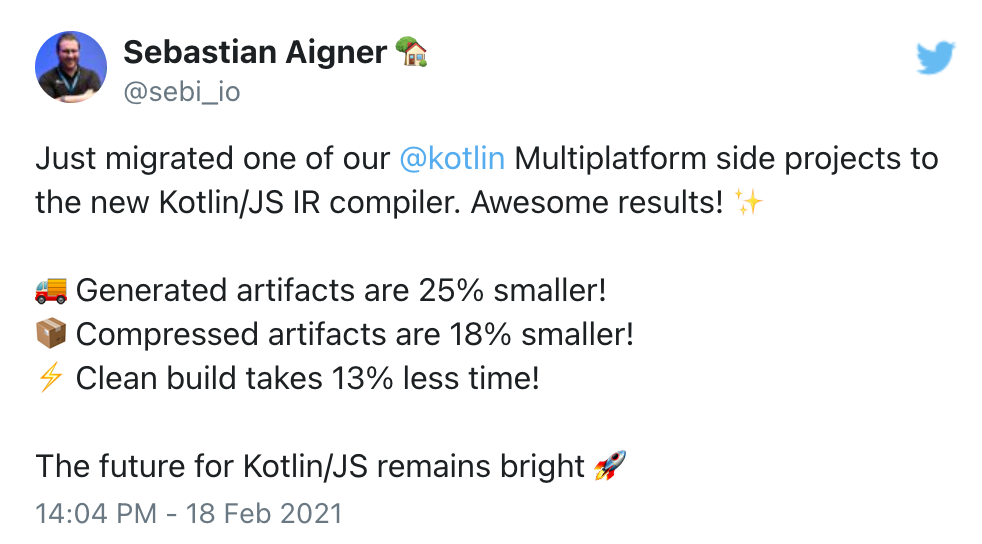 Sebastian Aigner 🏡
@sebi_io
Just migrated one of our @kotlin Multiplatform side projects to
the new Kotlin/JS IR compiler. Awesome results! ✨
🚚 Generated artifacts are 25% smaller!
📦 Compressed artifacts are 18% smaller!
⚡ Clean build takes 13% less time!
The future for Kotlin/JS remains bright 🚀
14:04 PM - 18 Feb 2021